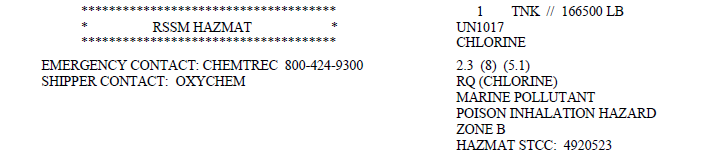 ************************************
* RSSM HAZMAT *
************************************
EMERGENCY CONTACT: CHEMTREC 800-424-9300
SHIPPER CONTACT: OXYCHEM
1 TNK // 166500 LB
UN1017
CHLORINE
2.3 (8) (5.1)
RQ (CHLORINE)
MARINE POLLUTANT
POISON INHALATION HAZARD
ZONE B
HAZMAT STCC: 4920523